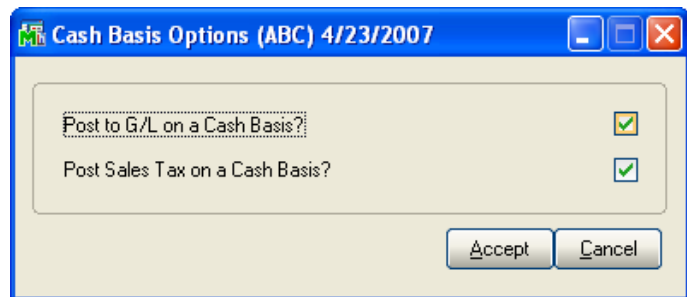 Cash Basis Options (ABC) 4/23/2007
Post to G/L on a Cash Basis?
Post Sales Tax on a Cash Basis?
Accept Cancel